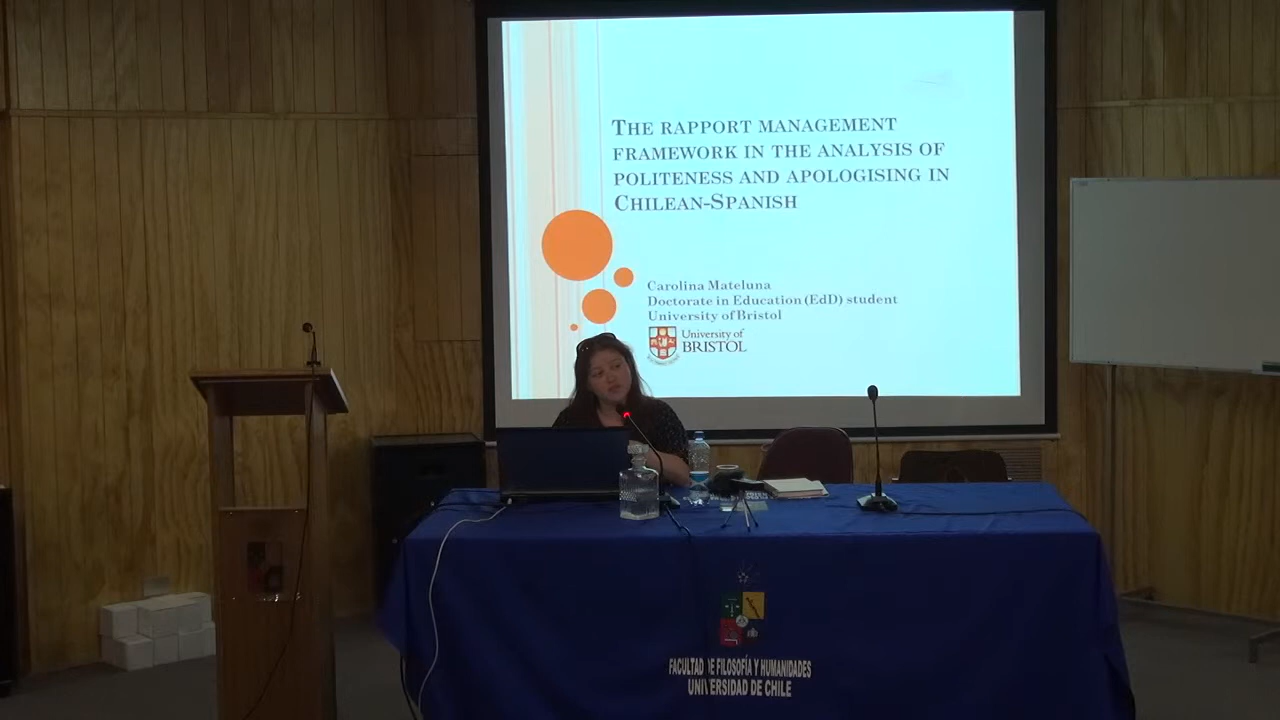 THE RAPPORT MANAGEMENT
FRAMEWORK IN THE ANALYSIS OF
POLITENESS AND APOLOGISING IN
CHILEAN-SPANISH
Carolina Mateluna
Doctorate in Education (EdD) student
University of Bristol
University of
BRISTOL
FACULTAD DE FILOSOFÍA Y HUMANIDADES
UNIVERSIDAD DE CHILE